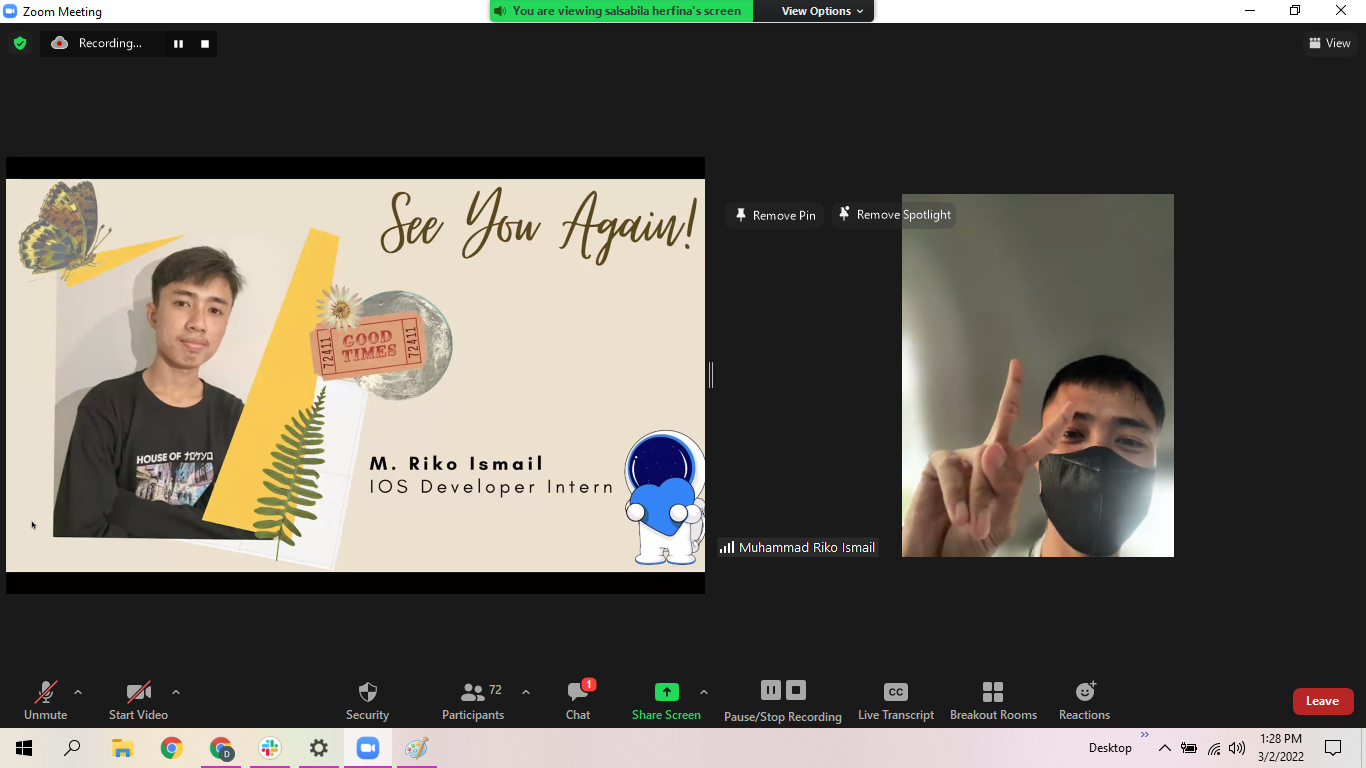 Zoom Meeting
You are viewing salsabila herfina's screen
View Options
Recording...
View
See You Again!
Remove Pin
Remove Spotlight
GOOD
TIMES
72411
72411
HOUSE OF
M. Riko Ismail
IOS Developer Intern
Muhammad Riko Ismail
Unmute
Start Video
Security
72
Participants
1
Chat
Share Screen
Pause/Stop Recording
CC
Live Transcript
Breakout Rooms
Reactions
Leave
D
Desktop
1:28 PM
3/2/2022